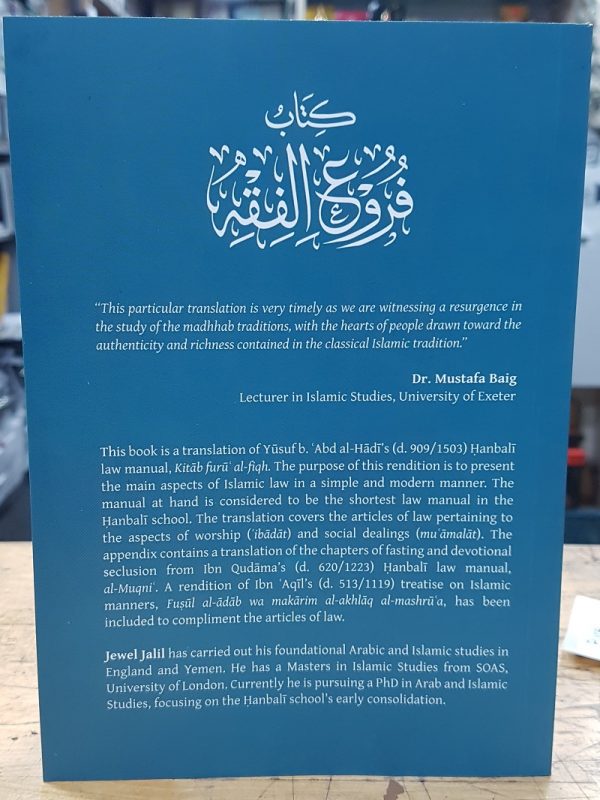 كِتَابُ
فُرُوْعِ الْفِقْهِ
“This particular translation is very timely as we are witnessing a resurgence in
the study of the madhhab traditions, with the hearts of people drawn toward the
authenticity and richness contained in the classical Islamic tradition.”
Dr. Mustafa Baig
Lecturer in Islamic Studies, University of Exeter
This book is a translation of Yūsuf b. ʿAbd al-Hādī’s (d. 909/1503) Ḥanbalī
law manual, Kitāb furūʿ al-fiqh. The purpose of this rendition is to present
the main aspects of Islamic law in a simple and modern manner. The
manual at hand is considered to be the shortest law manual in the
Ḥanbalī school. The translation covers the articles of law pertaining to
the aspects of worship (ʿibādāt) and social dealings (muʿāmalāt). The
appendix contains a translation of the chapters of fasting and devotional
seclusion from Ibn Qudāma’s (d. 620/1223) Ḥanbalī law manual,
al-Muqniʿ. A rendition of Ibn ʿAqīl’s (d. 513/1119) treatise on Islamic
manners, Fuṣūl al-ādāb wa makārim al-akhlāq al-mashrūʿa, has been
included to compliment the articles of law.
Jewel Jalil has carried out his foundational Arabic and Islamic studies in
England and Yemen. He has a Masters in Islamic Studies from SOAS,
University of London. Currently he is pursuing a PhD in Arab and Islamic
Studies, focusing on the Ḥanbalī school’s early consolidation.